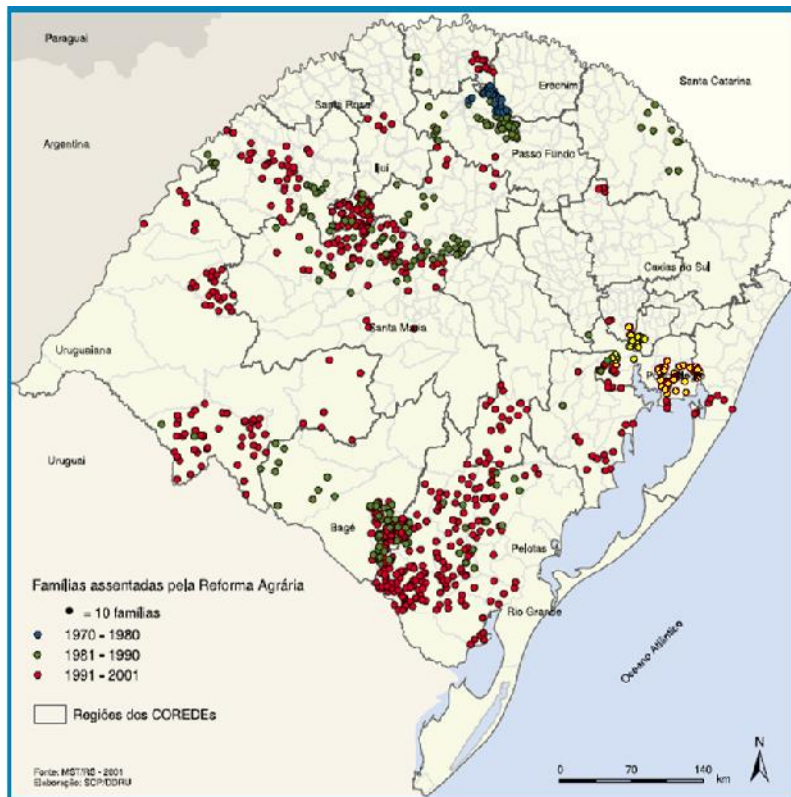 Paraguai
Erechim
Santa Catarina
Santa Rosa
Argentina
Passo Fundo
Ijuí
Caxias do Sul
Santa Maria
Uruguaiana
Uruguai
Bagé
Pelotas
Famílias assentadas pela Reforma Agrária
= 10 famílias
Rio Grande
1970 - 1980
1981 - 1990
1991 - 2001
Oceano Atlântico
Regiões dos COREDEs
N
Fonte: MST/RS - 2001
Elaboração: SCP/DDRU
0 70 140
km